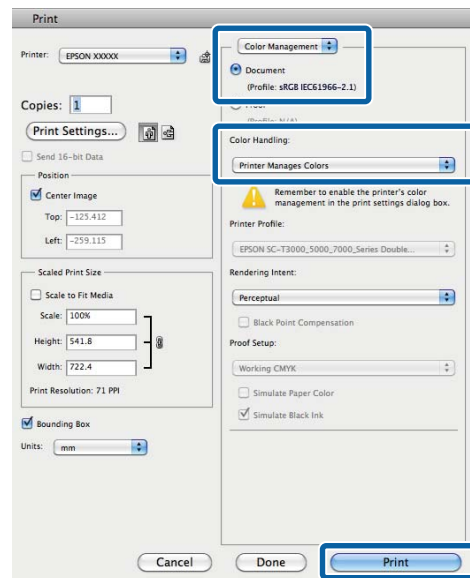 Print
Printer: EPSON XXXXX
Copies: 1
Print Settings...
Send 16-bit Data
Position
Center Image
Top: -125.412
Left: -259.115
Scaled Print Size
Scale to Fit Media
Scale: 100%
Height: 541.8
Width: 722.4
Print Resolution: 71 PPI
Bounding Box
Units: mm
Color Management
Document
(Profile: sRGB IEC61966-2.1)
Color Handling:
Printer Manages Colors
Remember to enable the printer's color
management in the print settings dialog box.
Printer Profile:
EPSON SC-T3000_5000_7000_Series Double...
Rendering Intent:
Perceptual
Black Point Compensation
Proof Setup:
Working CMYK
Simulate Paper Color
Simulate Black Ink
Cancel
Done
Print